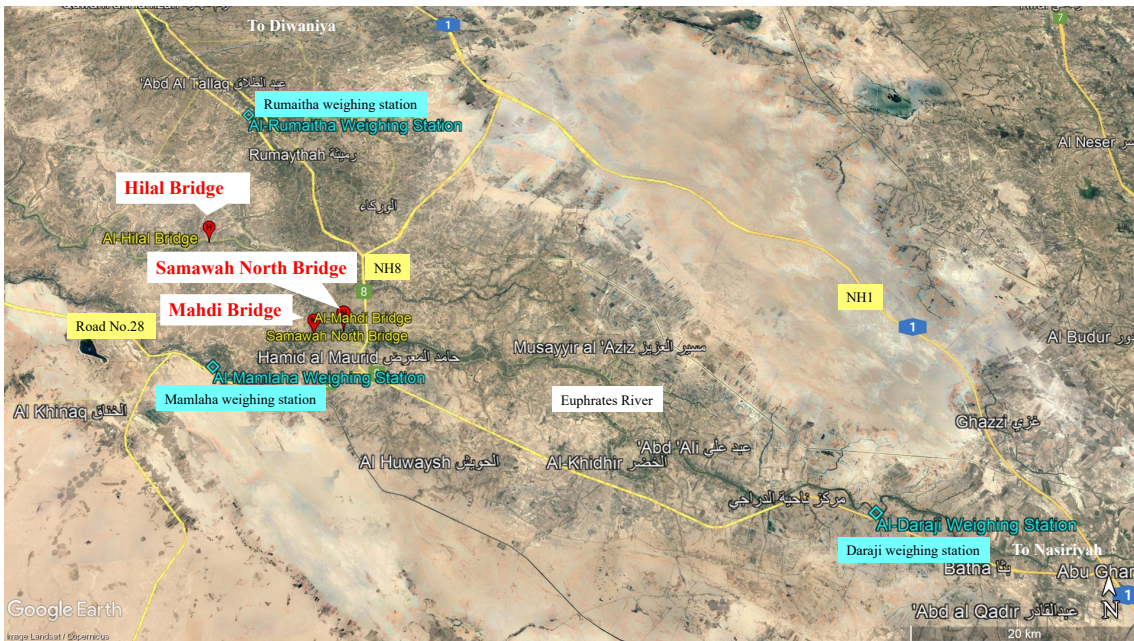 To Diwaniya
1
7
'Abd Al Tallaq عبد الطلاق
Rumaitha weighing station
Al-Rumaitha Weighing Station
Al Neser
Rumaythah رميثة
Hilal Bridge
الوركاء
Al-Hilal Bridge
H
Samawah North Bridge
NH8
8
NH1
Mahdi Bridge
Al-Mahdi Bridge
Road No.28
1
Samawah North Bridge
Al Budur
Musayyir al 'Aziz مسير العزيز
Hamid al Maurid حامد المعرض
Al-Mamlaha Weighing Station
Mamlaha weighing station
Euphrates River
Al Khinaq الخناق
Ghazzi غزي
'Abd 'Ali عبد علي
Al Huwaysh الحويش
Al-Khidhir الخضر
مركز ناحية الدراجي
Al-Daraji Weighing Station
Daraji weighing station
To Nasiriyah
Batha بثا
Abu Ghar
1
N
Google Earth
'Abd al Qadir عبدالقادر
Image Landsat / Copernicus
20 km